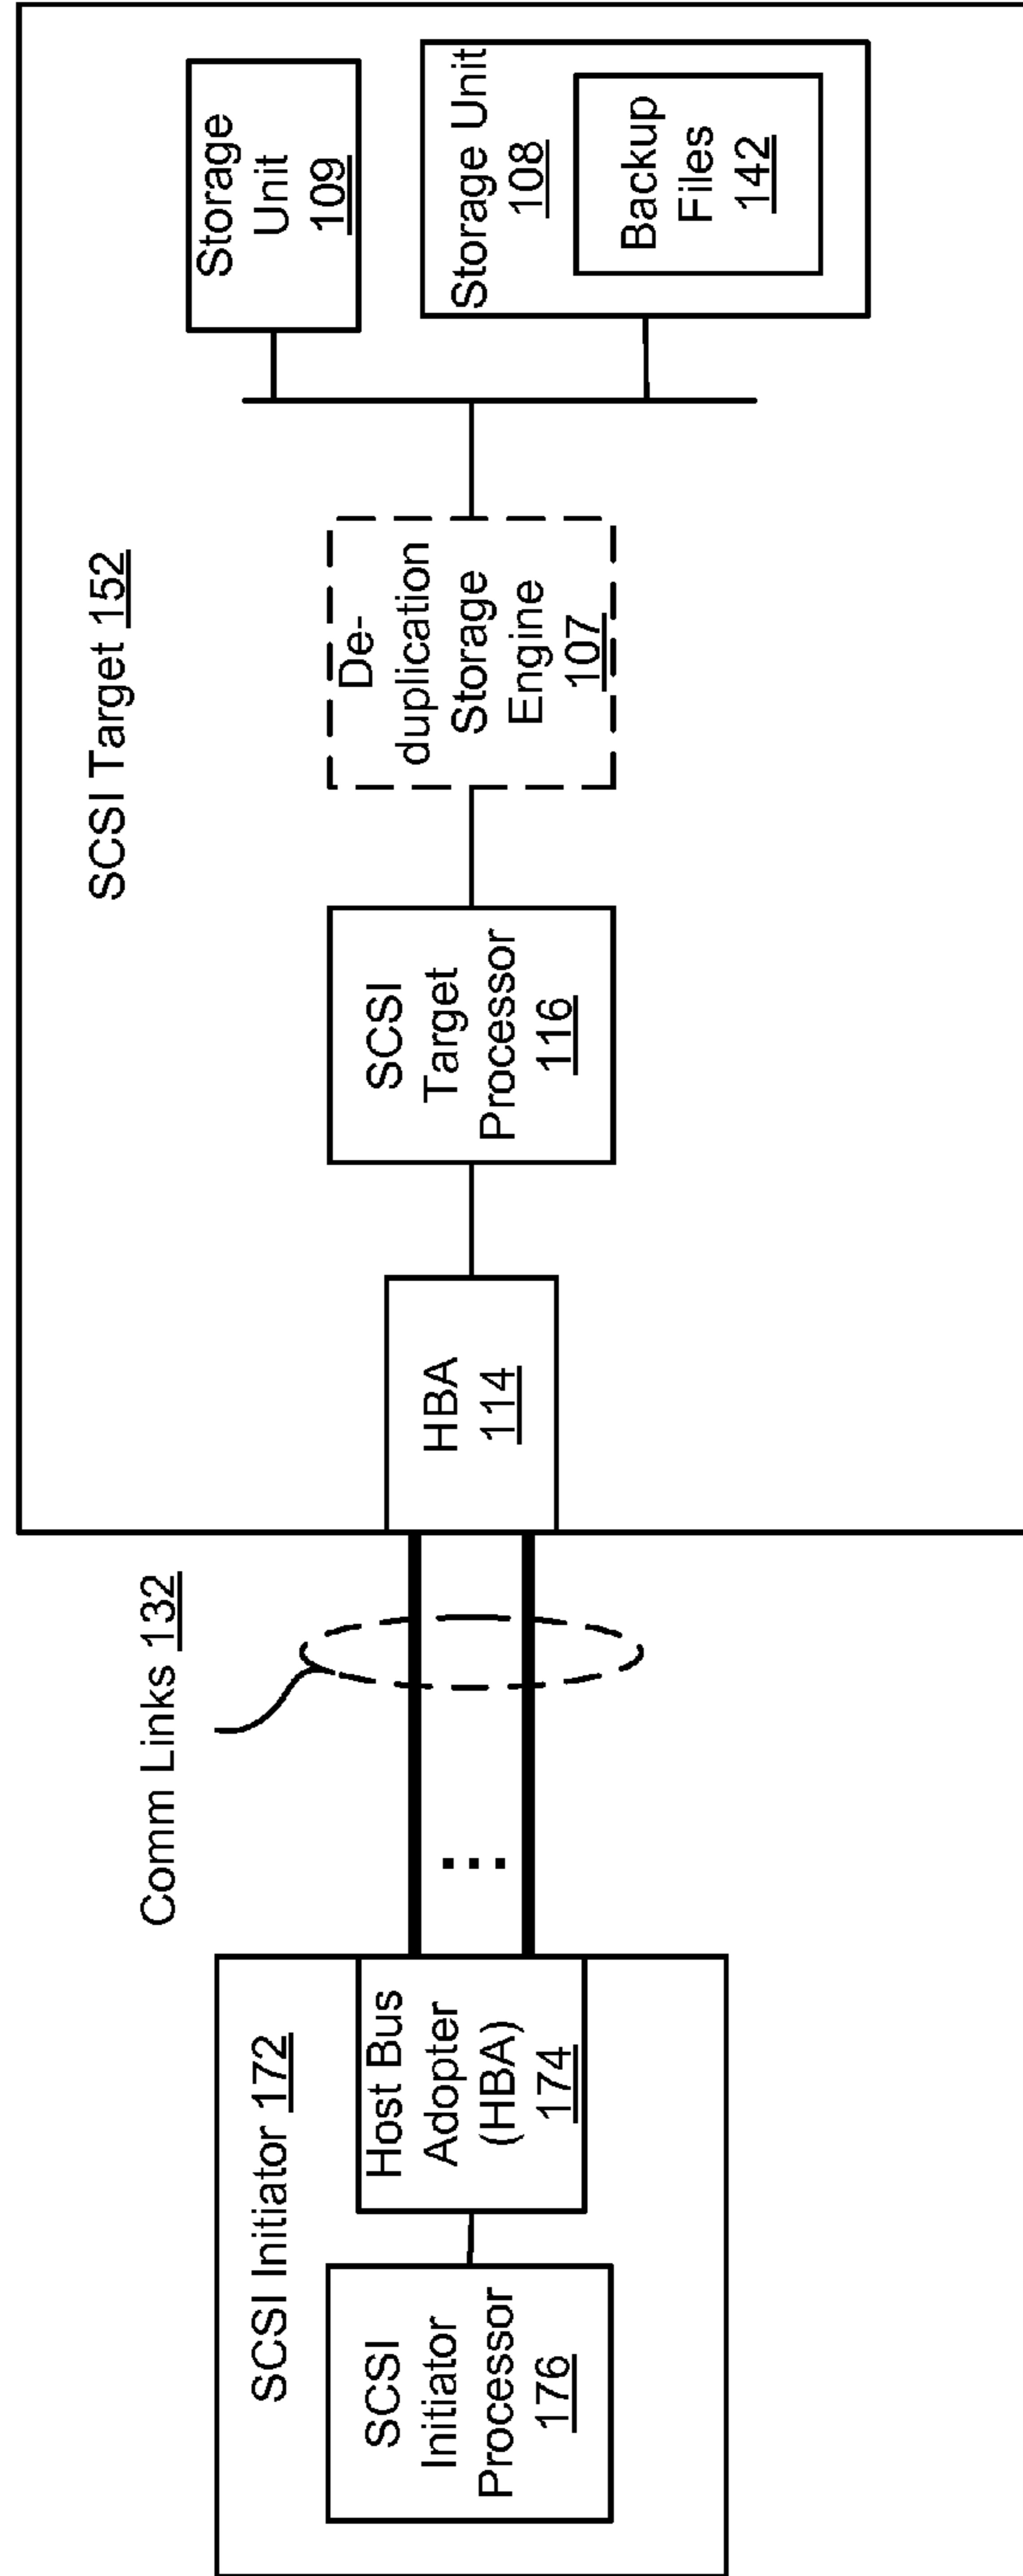 SCSI Initiator 172
SCSI
Initiator
Processor
176
Host Bus
Adopter
(HBA)
174
Comm Links 132
...
SCSI Target 152
HBA
114
SCSI
Target
Processor
116
De-
duplication
Storage
Engine
107
Storage
Unit
109
Storage Unit
108
Backup
Files
142